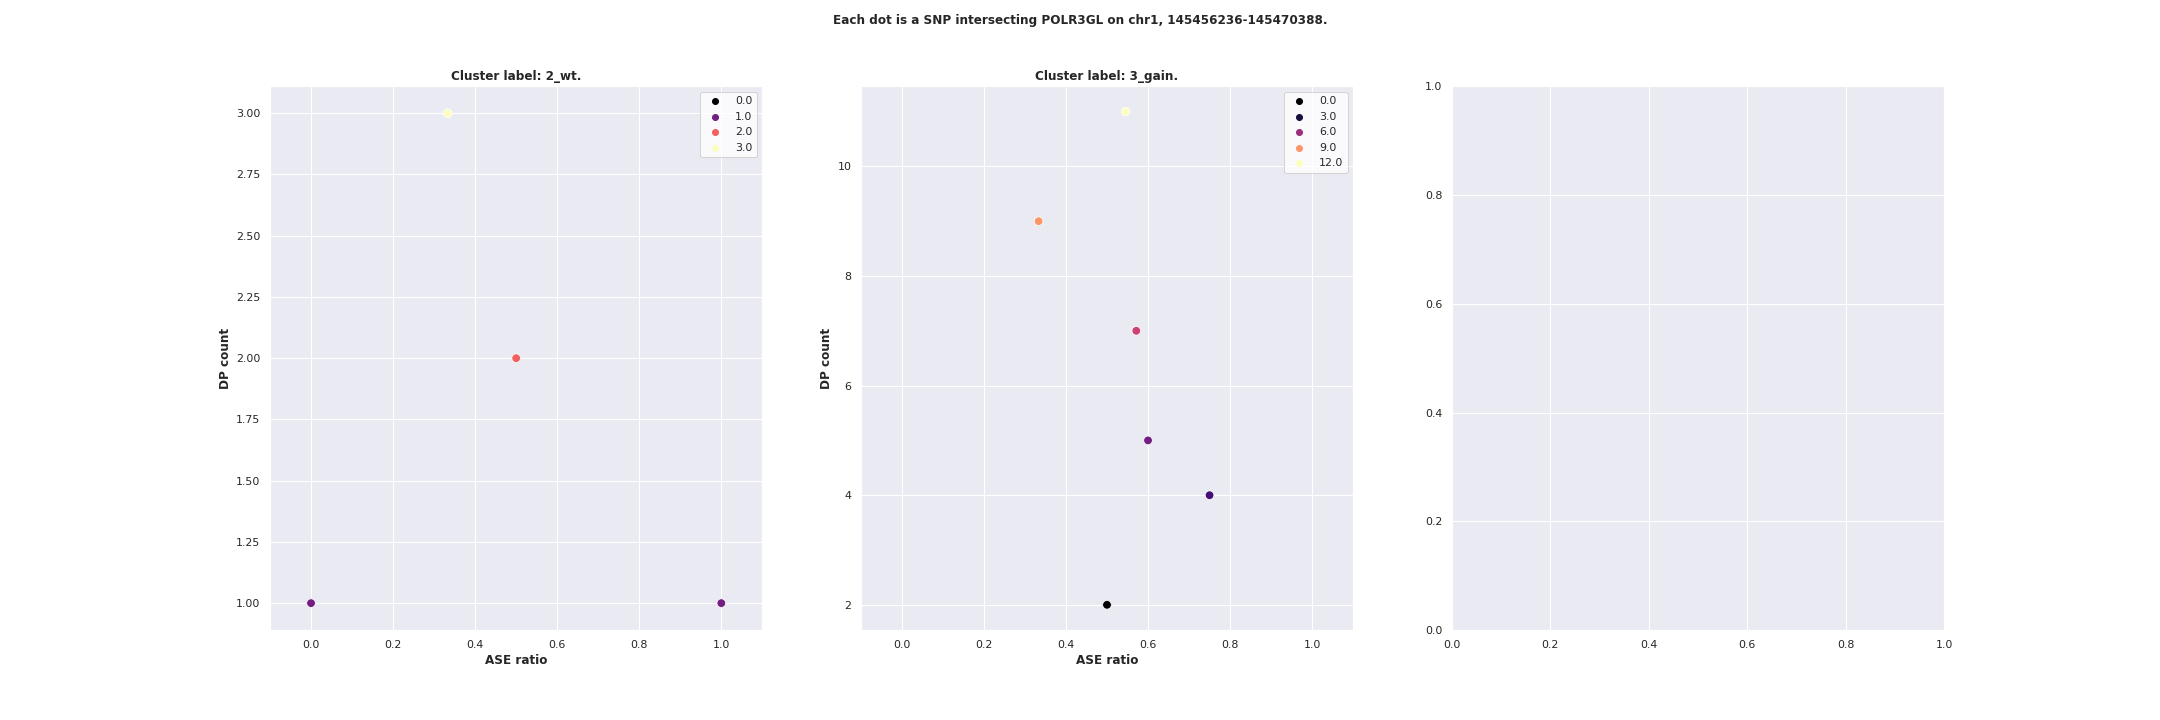 Each dot is a SNP intersecting POLR3GL on chr1, 145456236-145470388.
Cluster label: 2_wt.
3.00
2.75
2.50
2.25
2.00
1.75
1.50
1.25
1.00
DP count
0.0
1.0
2.0
3.0
0.0 0.2 0.4 0.6 0.8 1.0
ASE ratio
Cluster label: 3_gain.
10
8
6
4
2
DP count
0.0
3.0
6.0
9.0
12.0
0.0 0.2 0.4 0.6 0.8 1.0
ASE ratio
1.0
0.8
0.6
0.4
0.2
0.0
0.0 0.2 0.4 0.6 0.8 1.0